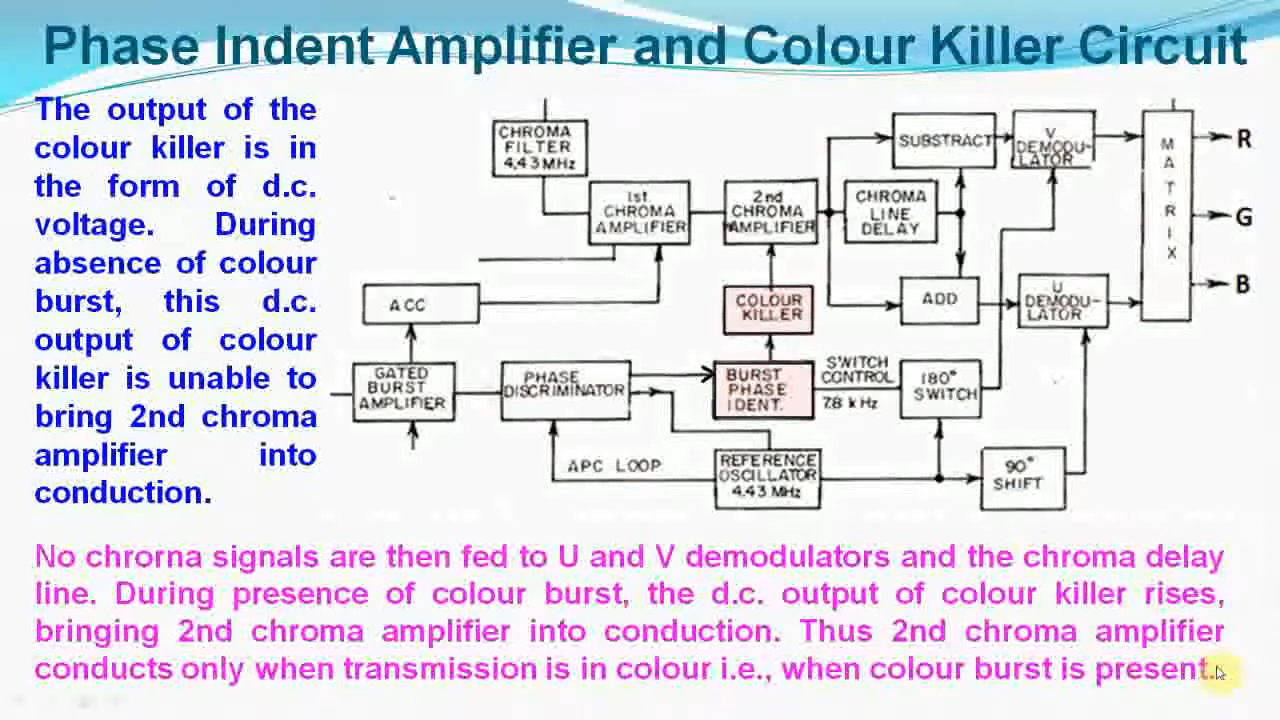 Phase Indent Amplifier and Colour Killer Circuit
The output of the
colour killer is in
the form of d.c.
voltage. During
absence of colour
burst, this d.c.
output of colour
killer is unable to
bring 2nd chroma
amplifier into
conduction.
CHROMA
FILTER
4.43 MHz
1st
CHROMA
AMPLIFIER
2nd
CHROMA
AMPLIFIER
SUBSTRACT
V
DEMODU-
LATOR
CHROMA
LINE
DELAY
MATRIX
R
G
B
ACC
COLOUR
KILLER
ADD
U
DEMODU-
LATOR
GATED
BURST
AMPLIFIER
PHASE
DISCRIMINATOR
BURST
PHASE
IDENT.
SWITCH
CONTROL
7.8 kHz
180°
SWITCH
APC LOOP
REFERENCE
OSCILLATOR
4.43 MHz
90°
SHIFT
No chrorna signals are then fed to U and V demodulators and the chroma delay
line. During presence of colour burst, the d.c. output of colour killer rises,
bringing 2nd chroma amplifier into conduction. Thus 2nd chroma amplifier
conducts only when transmission is in colour i.e., when colour burst is present.